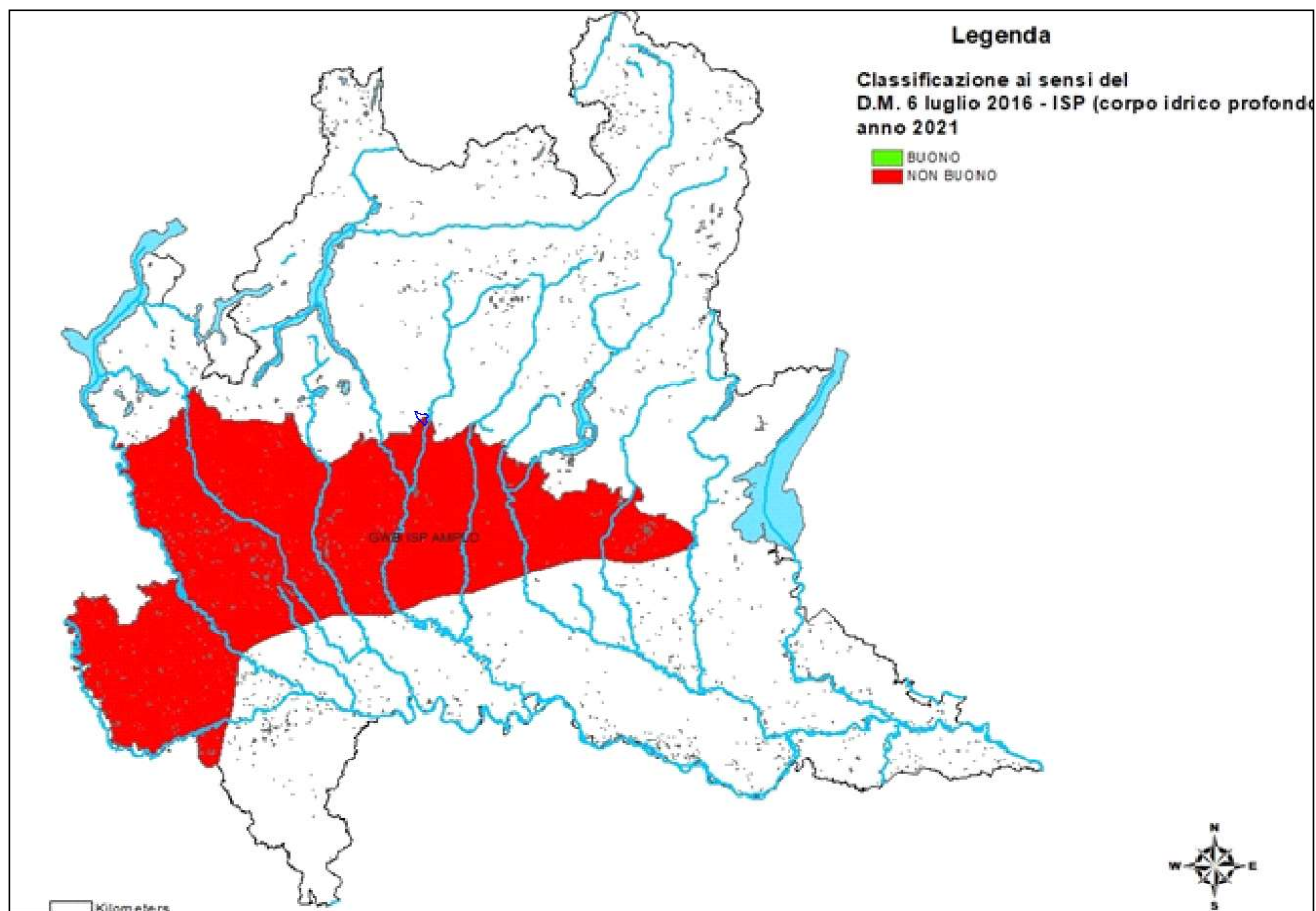 Legenda
Classificazione ai sensi del
D.M. 6 luglio 2016 - ISP (corpo idrico profondo
anno 2021
BUONO
NON BUONO
GWB ISP AMPLO
N
W E
S
Kilometers